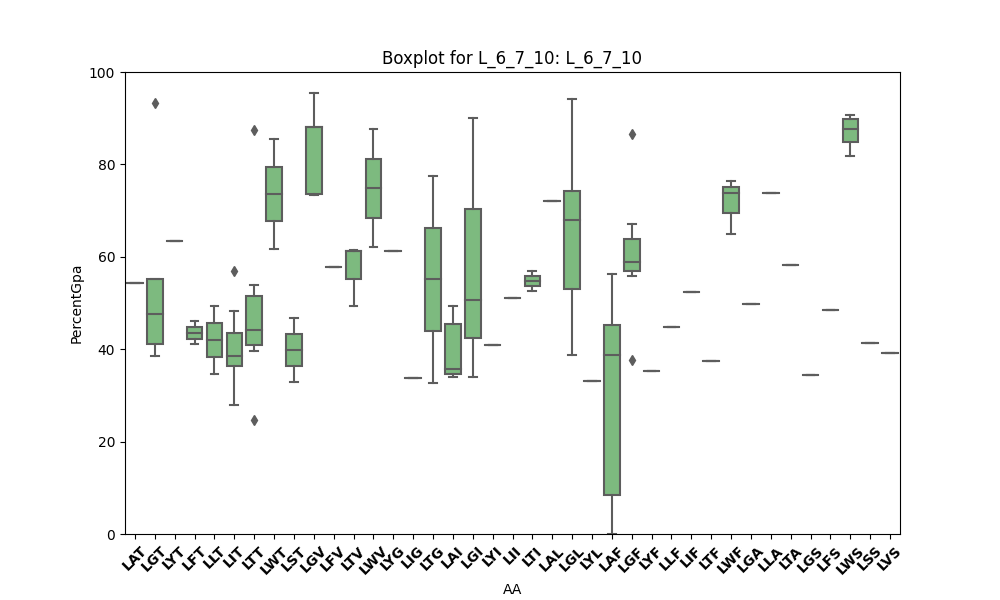 Boxplot for L_6_7_10: L_6_7_10
100
80
60
40
20
0
PercentGpa
LAT LGT LYT LFT LLT LIT LTT LWT LST LGV LFV LTV LWV LYG LIG LTG LAI LGI LYI LII LTI LAL LGL LYL LAF LGF LYF LLF LIF LTF LWF LGA LLA LTA LGS LFS LWS LSS LVS
AA